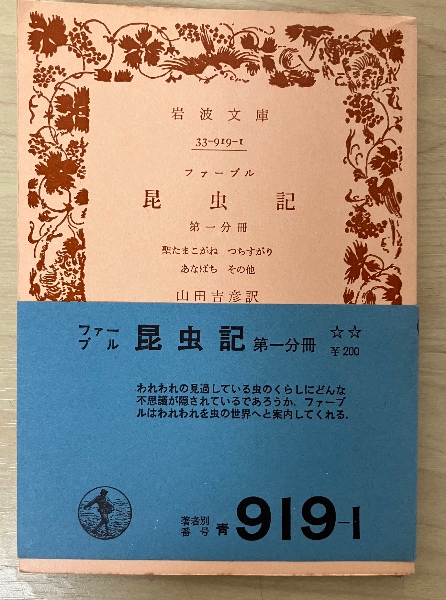 岩波文庫
33-919-1
ファーブル
昆虫記
第一分冊
聖たまこがね つちすがり
あなばち その他
山田吉彦訳
ファーブル 昆虫記 第一分冊 ☆☆ ¥200
われわれの見過している虫のくらしにどんな
不思議が隠されているであろうか．ファーブ
ルはわれわれを虫の世界へと案内してくれる．
著者別番号 青 919-1